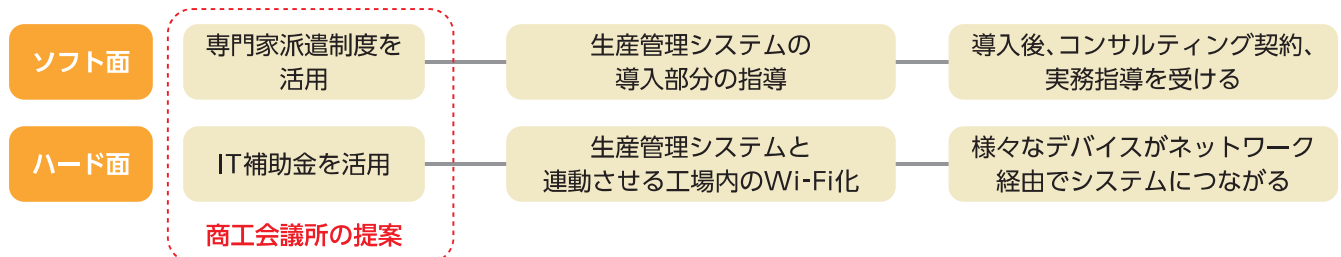 ソフト面
専門家派遣制度を
活用
生産管理システムの
導入部分の指導
導入後、コンサルティング契約、
実務指導を受ける
ハード面
IT補助金を活用
生産管理システムと
連動させる工場内のWi-Fi化
様々なデバイスがネットワーク
経由でシステムにつながる
商工会議所の提案